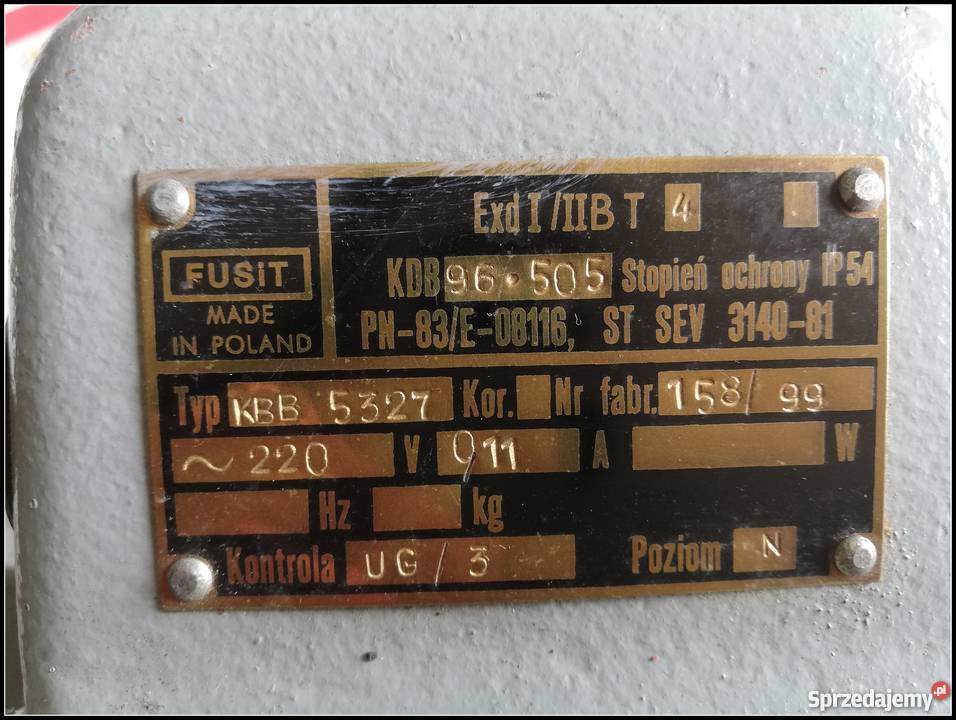 Exd I/IIB T 4
FUSiT
MADE
IN POLAND
KDB 96.505 Stopień ochrony IP54
PN-83/E-08116, ST SEV 3140-81
Typ KBB 5327 Kor. Nr fabr. 158/99
~220 V 0,11 A W
Hz kg
Kontrola UG/3 Poziom N
Sprzedajemy.pl